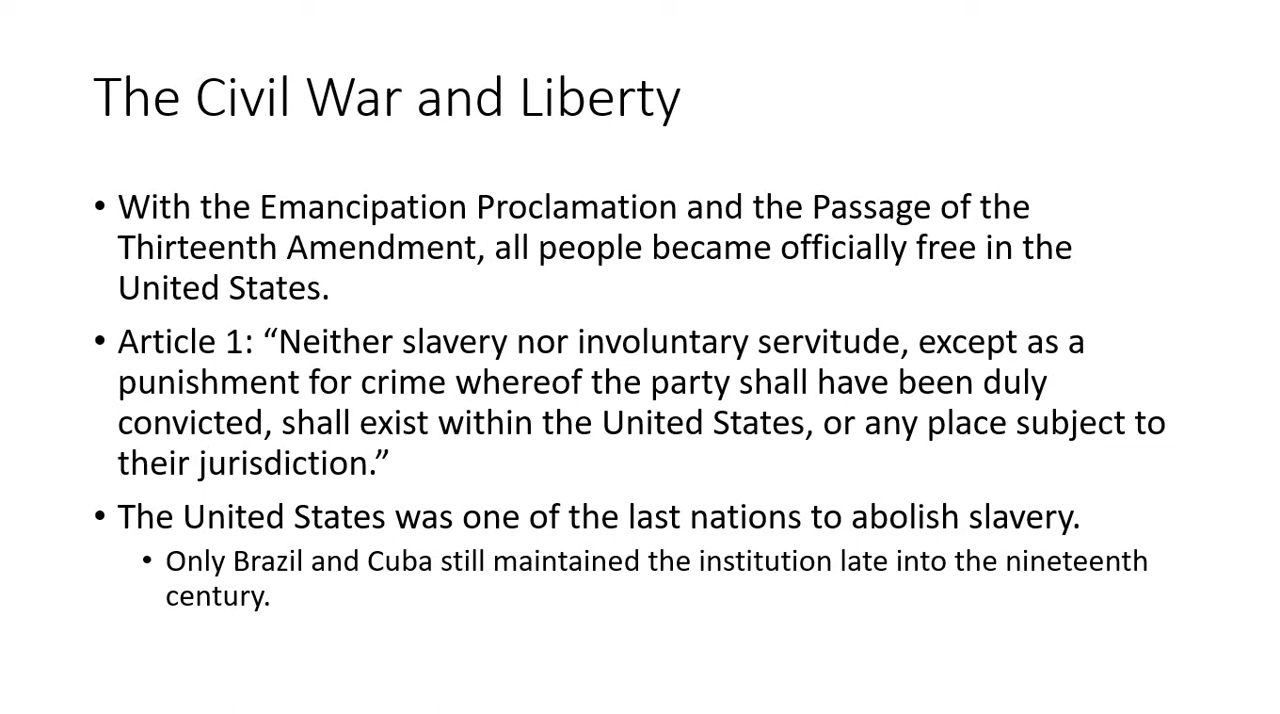 The Civil War and Liberty
• With the Emancipation Proclamation and the Passage of the
Thirteenth Amendment, all people became officially free in the
United States.
• Article 1: “Neither slavery nor involuntary servitude, except as a
punishment for crime whereof the party shall have been duly
convicted, shall exist within the United States, or any place subject to
their jurisdiction.”
• The United States was one of the last nations to abolish slavery.
• Only Brazil and Cuba still maintained the institution late into the nineteenth
century.